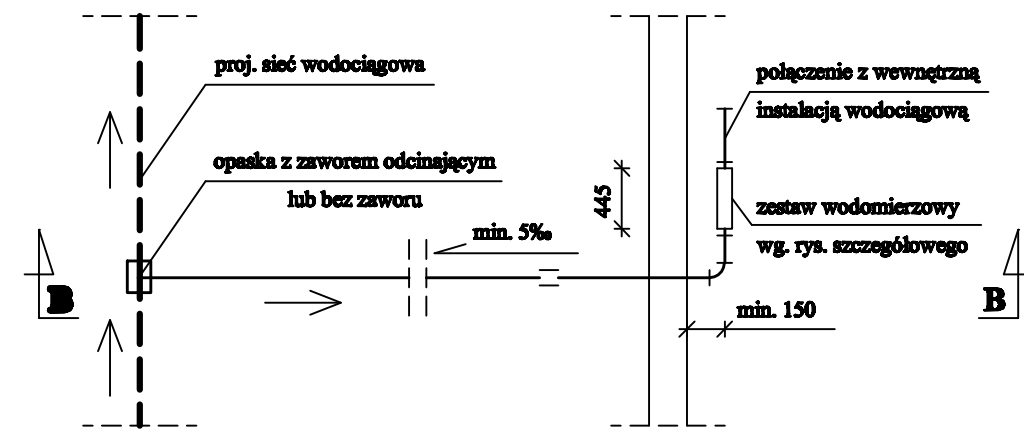 proj. sieć wodociągowa
połączenie z wewnętrzną
instalacją wodociągową
opaska z zaworem odcinającym
lub bez zaworu
445
zestaw wodomierzowy
wg. rys. szczegółowego
min. 5‰
B
B
min. 150